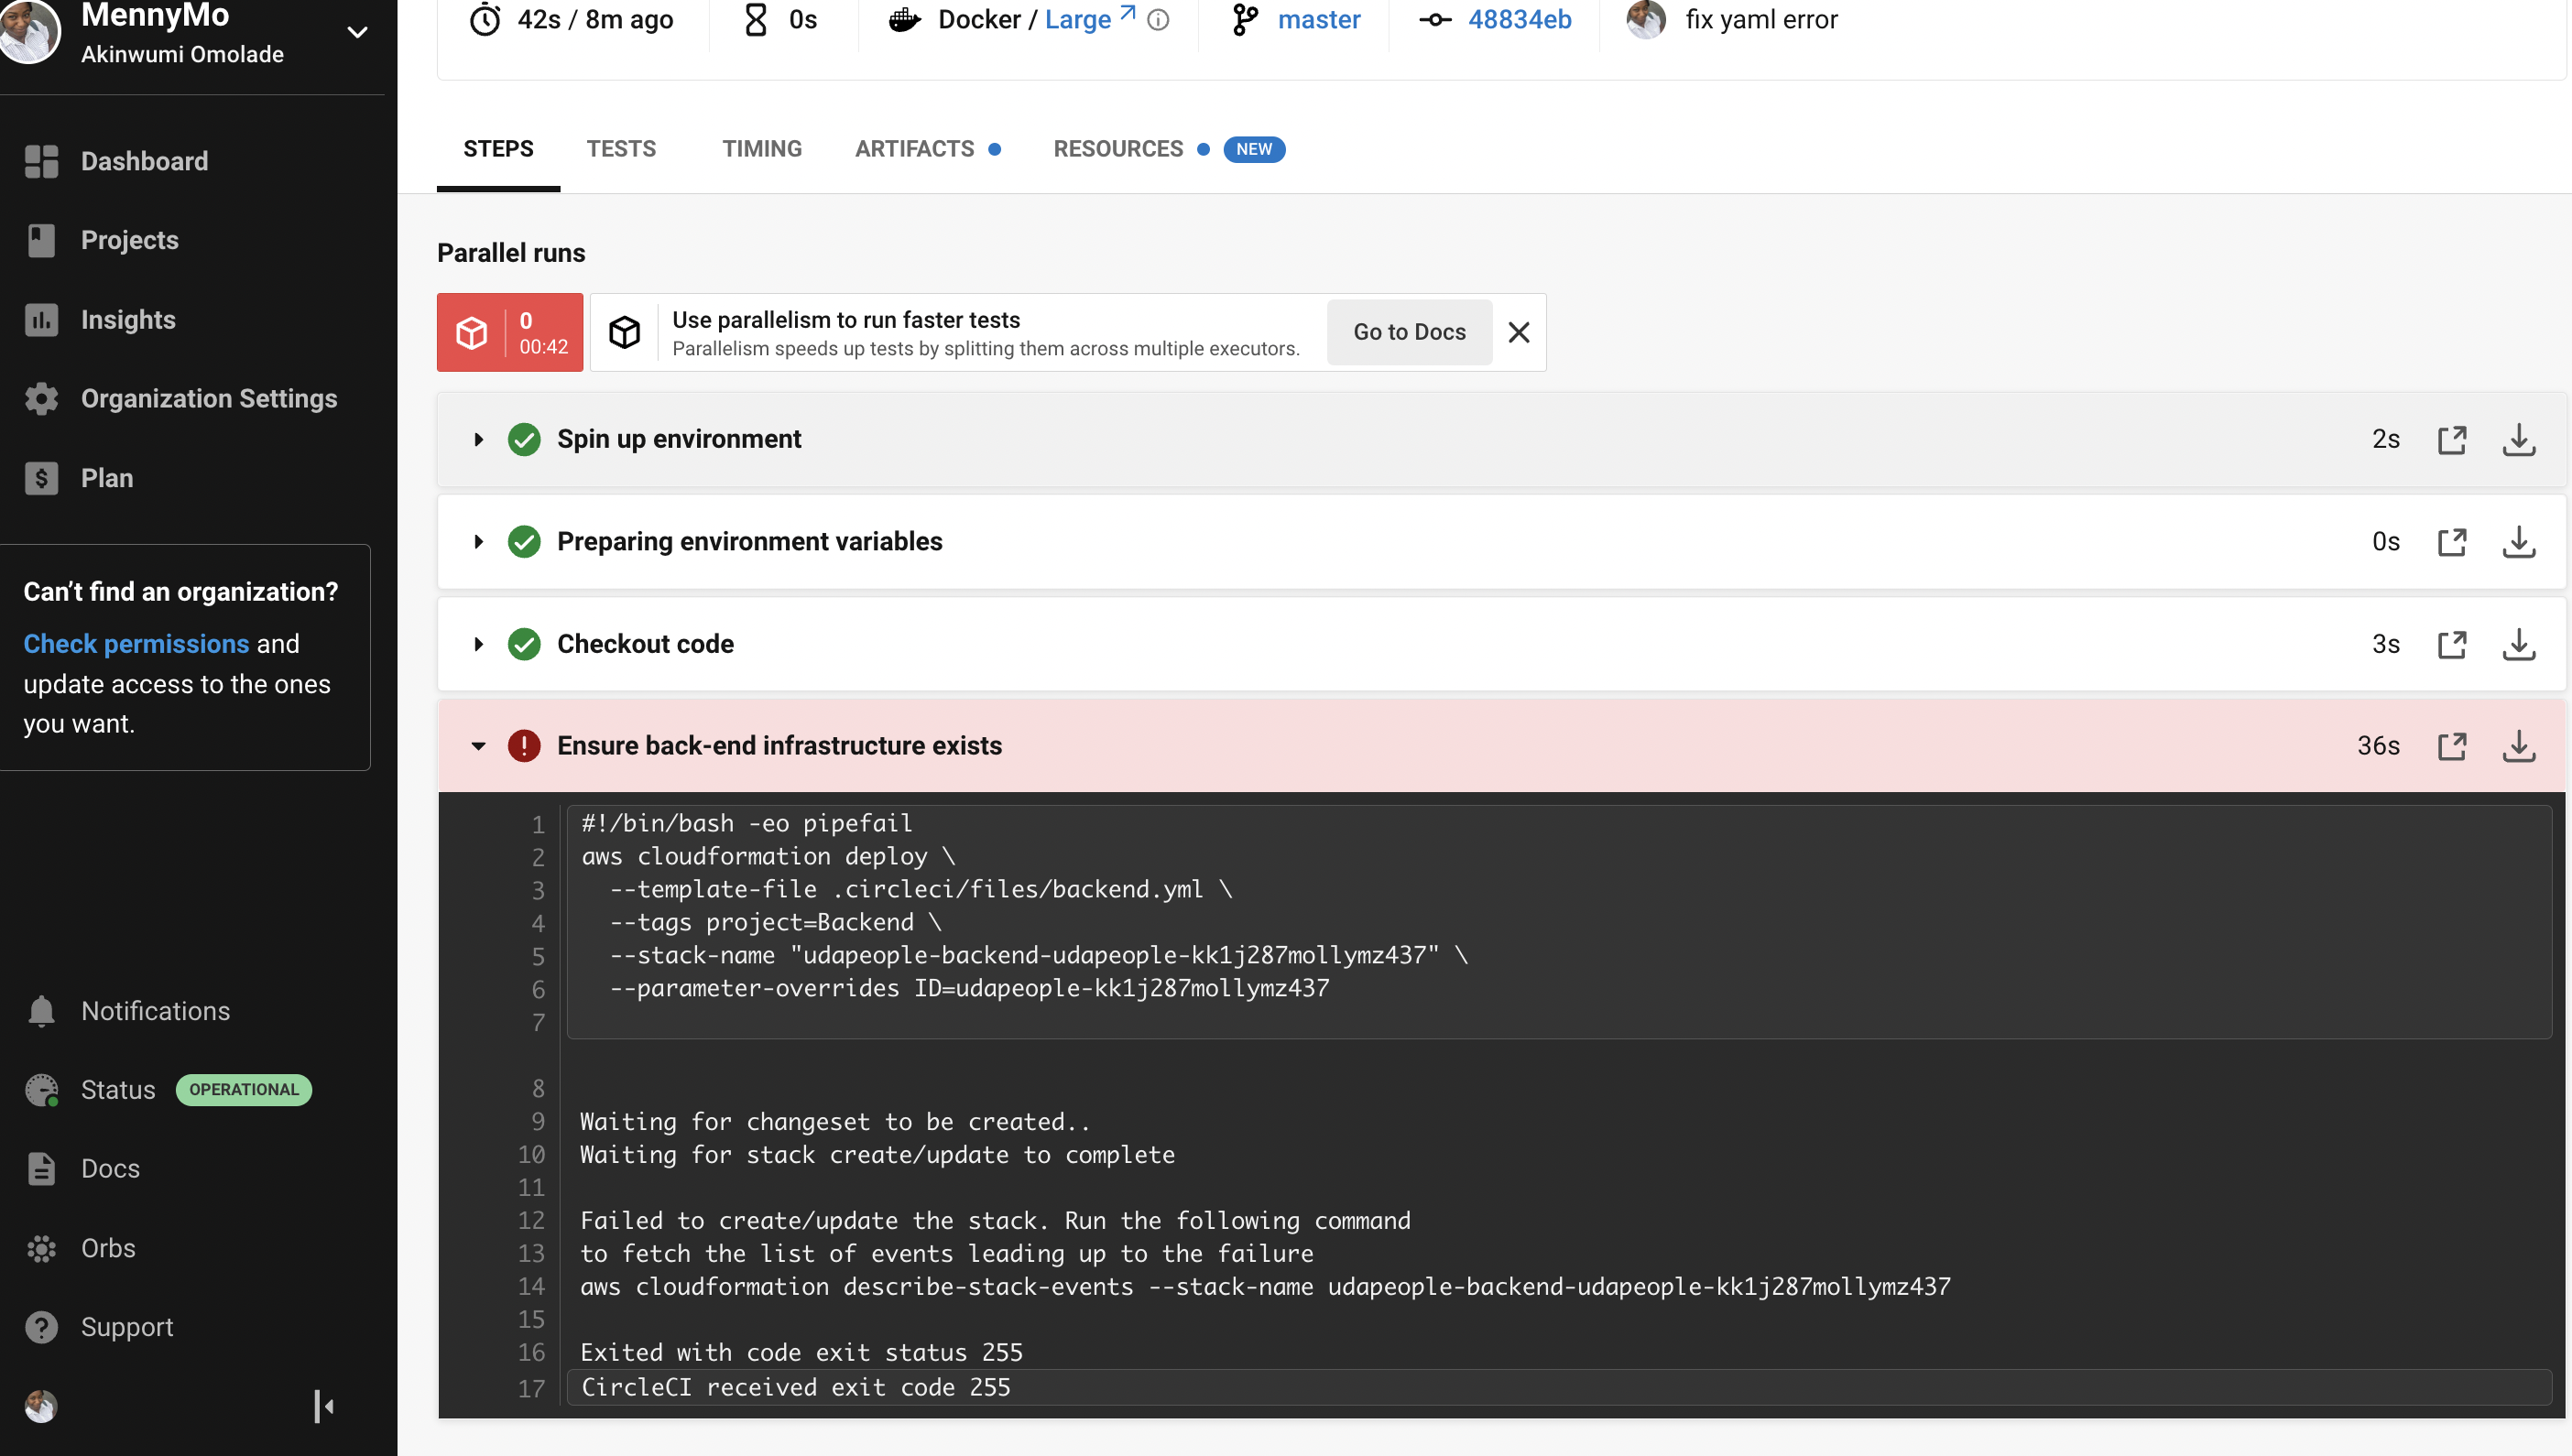 MennyMo
Akinwumi Omolade
Dashboard
Projects
Insights
Organization Settings
Plan
Can’t find an organization?
Check permissions and
update access to the ones
you want.
Notifications
Status OPERATIONAL
Docs
Orbs
Support
42s / 8m ago
0s
Docker / Large
master
48834eb
fix yaml error
STEPS
TESTS
TIMING
ARTIFACTS
RESOURCES
NEW
Parallel runs
0
00:42
Use parallelism to run faster tests
Parallelism speeds up tests by splitting them across multiple executors.
Go to Docs
Spin up environment 2s
Preparing environment variables 0s
Checkout code 3s
Ensure back-end infrastructure exists 36s
1 #!/bin/bash -eo pipefail
2 aws cloudformation deploy \
3 --template-file .circleci/files/backend.yml \
4 --tags project=Backend \
5 --stack-name "udapeople-backend-udapeople-kk1j287mollymz437" \
6 --parameter-overrides ID=udapeople-kk1j287mollymz437
7
8
9 Waiting for changeset to be created..
10 Waiting for stack create/update to complete
11
12 Failed to create/update the stack. Run the following command
13 to fetch the list of events leading up to the failure
14 aws cloudformation describe-stack-events --stack-name udapeople-backend-udapeople-kk1j287mollymz437
15
16 Exited with code exit status 255
17 CircleCI received exit code 255